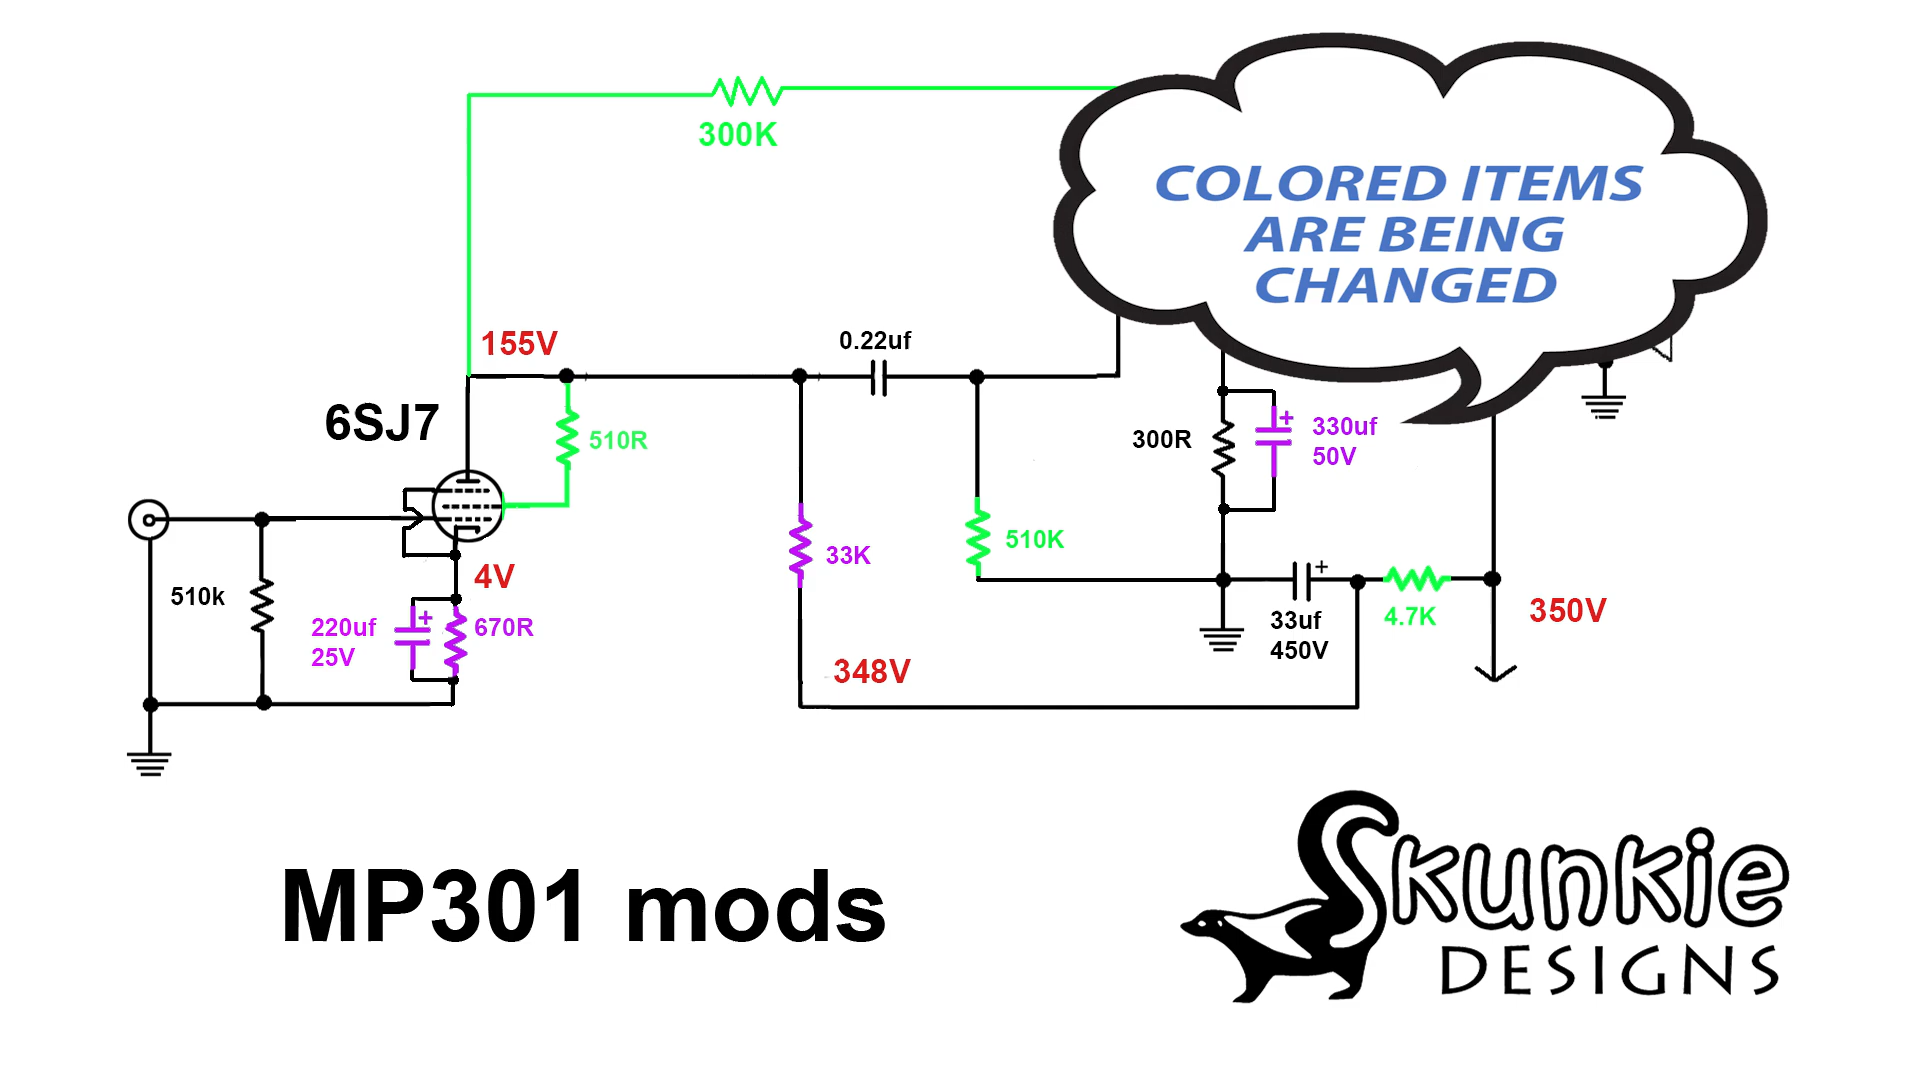 300K
COLORED ITEMS
ARE BEING
CHANGED
155V
0.22uf
6SJ7
510R
300R
330uf
50V
33K
510K
4V
510k
220uf
25V
670R
33uf
450V
4.7K
350V
348V
MP301 mods
Skunkie
DESIGNS